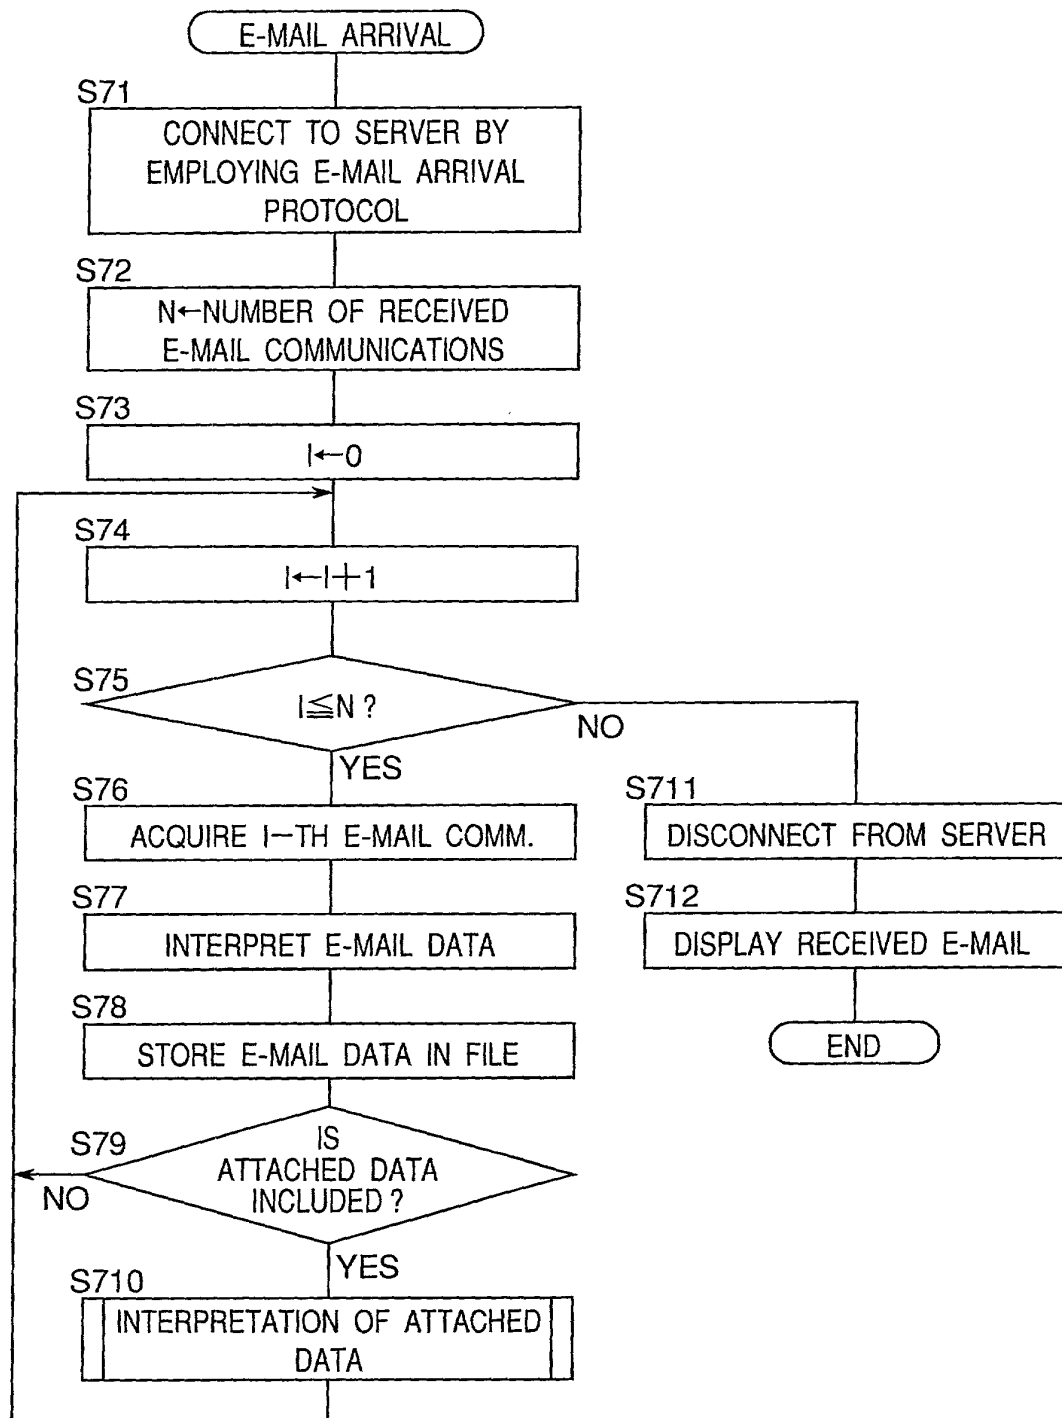 E-MAIL ARRIVAL
S71
CONNECT TO SERVER BY
EMPLOYING E-MAIL ARRIVAL
PROTOCOL
S72
N←NUMBER OF RECEIVED
E-MAIL COMMUNICATIONS
S73
I←0
S74
I←I+1
S75
I≦N ?
NO
YES
S76
ACQUIRE I-TH E-MAIL COMM.
S77
INTERPRET E-MAIL DATA
S78
STORE E-MAIL DATA IN FILE
S79
IS
ATTACHED DATA
INCLUDED ?
NO
YES
S710
INTERPRETATION OF ATTACHED
DATA
S711
DISCONNECT FROM SERVER
S712
DISPLAY RECEIVED E-MAIL
END